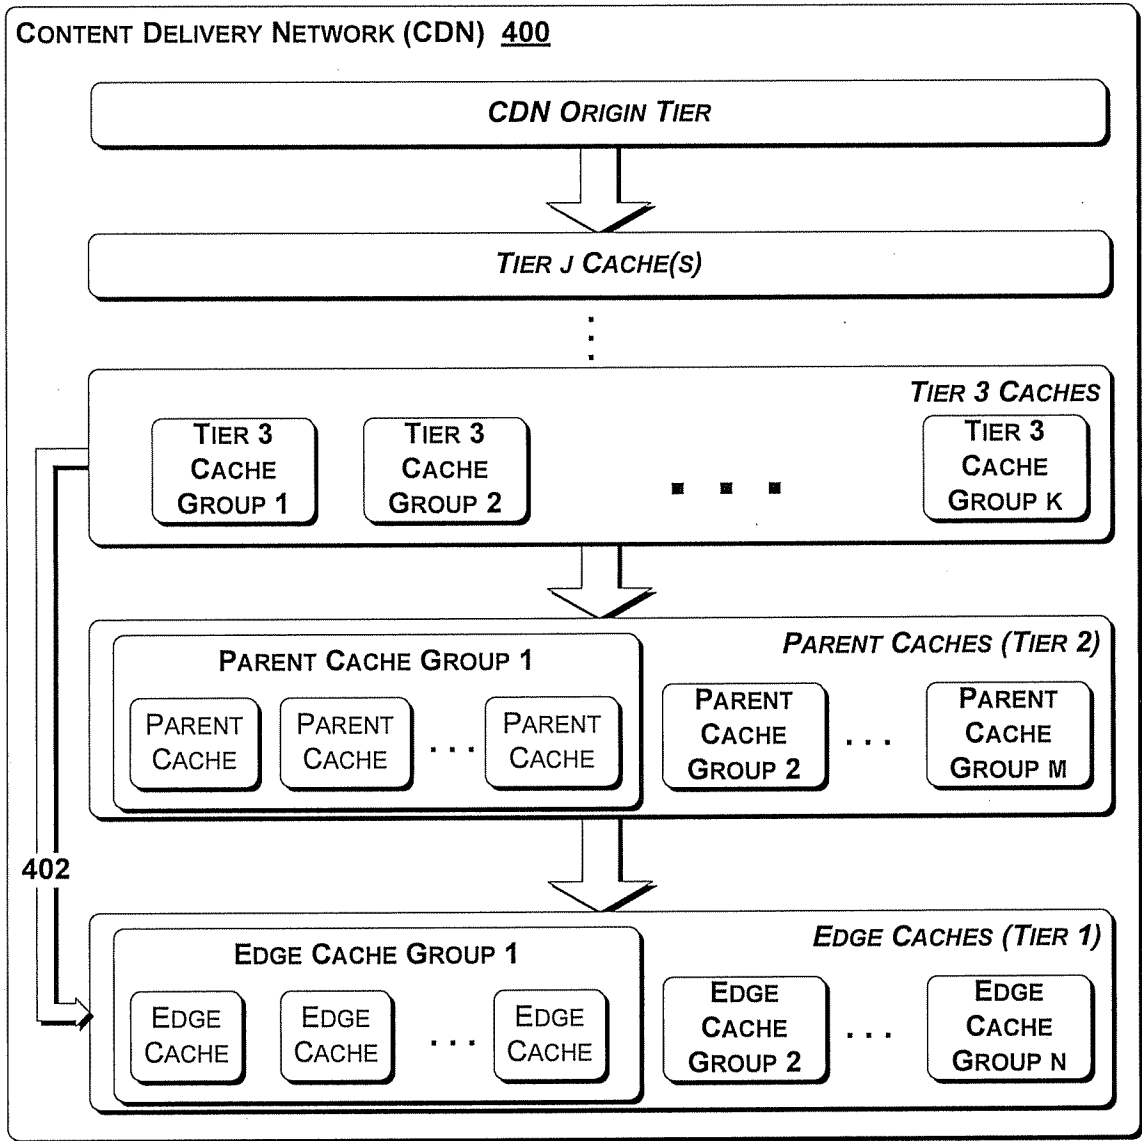 CONTENT DELIVERY NETWORK (CDN) 400
CDN ORIGIN TIER
TIER J CACHE(S)
TIER 3 CACHES
TIER 3
CACHE
GROUP 1
TIER 3
CACHE
GROUP 2
TIER 3
CACHE
GROUP K
PARENT CACHES (TIER 2)
PARENT CACHE GROUP 1
PARENT
CACHE
PARENT
CACHE
. . .
PARENT
CACHE
PARENT
CACHE
GROUP 2
. . .
PARENT
CACHE
GROUP M
402
EDGE CACHES (TIER 1)
EDGE CACHE GROUP 1
EDGE
CACHE
EDGE
CACHE
. . .
EDGE
CACHE
EDGE
CACHE
GROUP 2
. . .
EDGE
CACHE
GROUP N